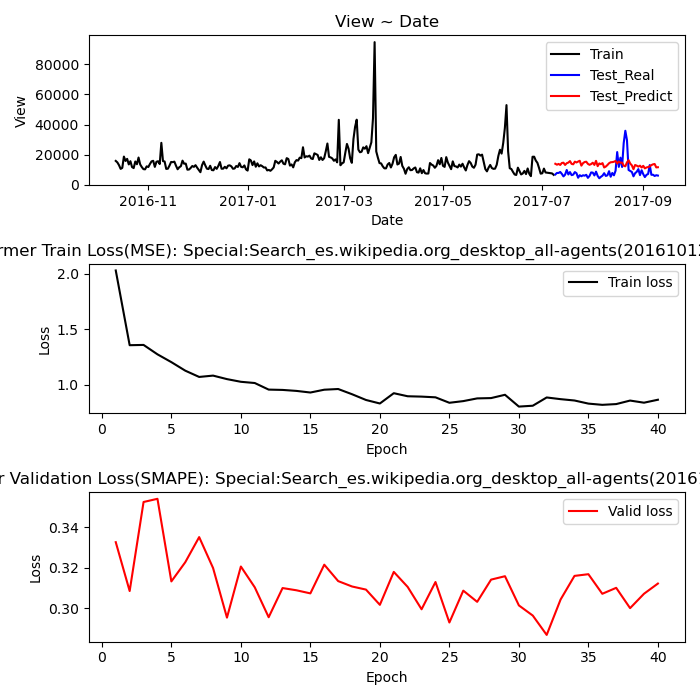 View ~ Date
80000
60000
40000
20000
0
View
Train
Test_Real
Test_Predict
2016-11 2017-01 2017-03 2017-05 2017-07 2017-09
Date
rmer Train Loss(MSE): Special:Search_es.wikipedia.org_desktop_all-agents(2016101
2.0
1.5
1.0
Loss
Train loss
0 5 10 15 20 25 30 35 40
Epoch
r Validation Loss(SMAPE): Special:Search_es.wikipedia.org_desktop_all-agents(2016
0.34
0.32
0.30
Loss
Valid loss
0 5 10 15 20 25 30 35 40
Epoch